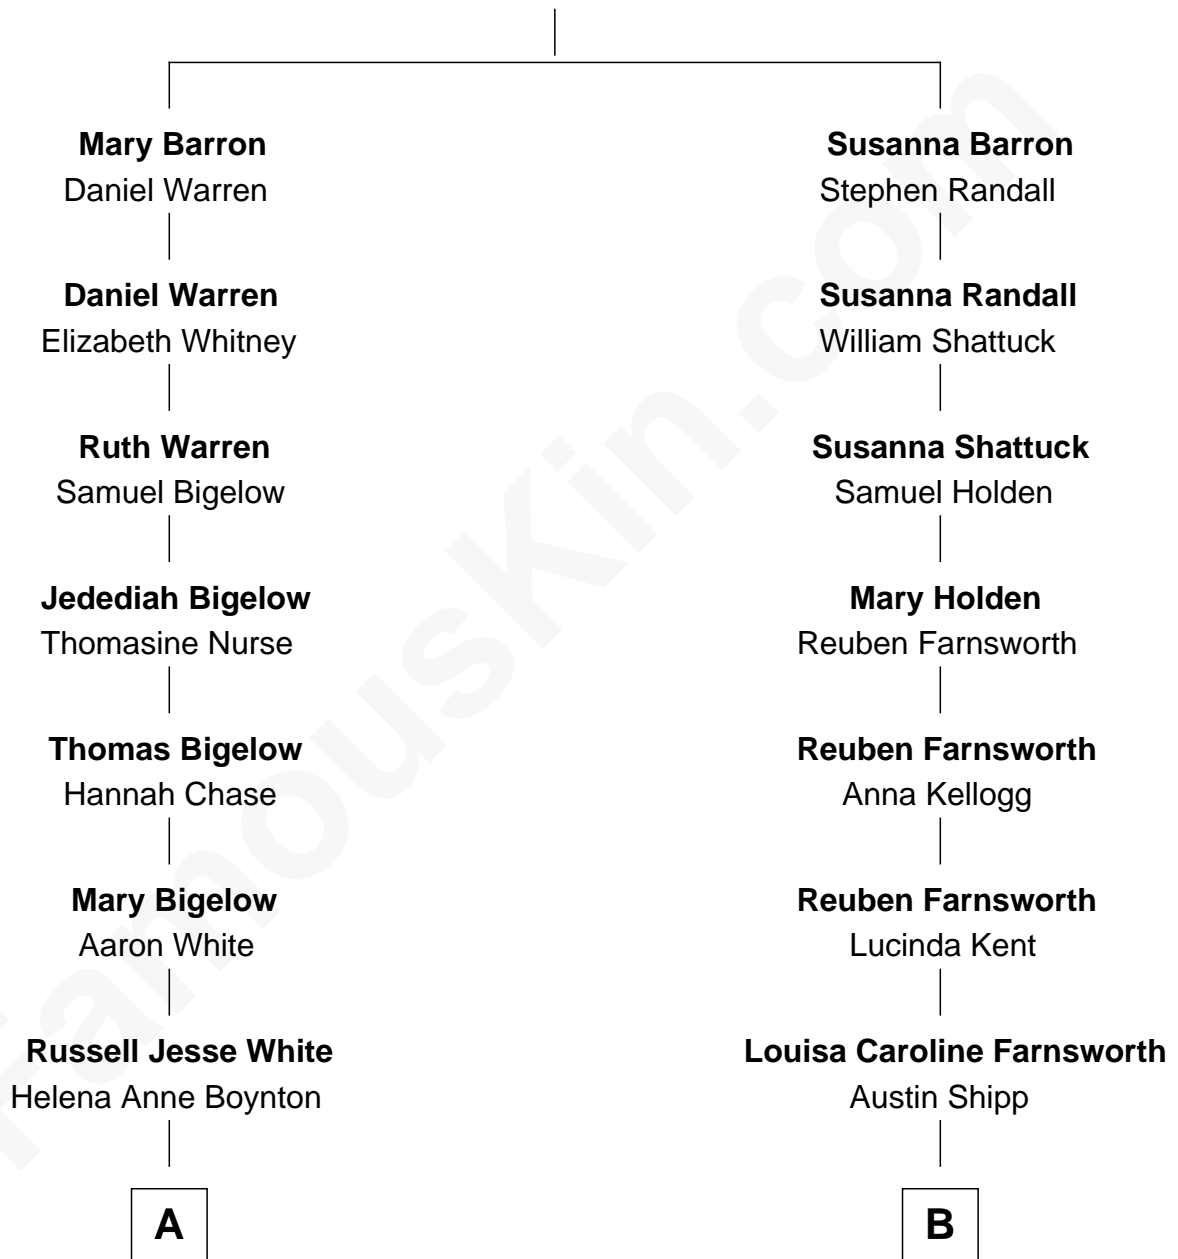 Mary Barron
Daniel Warren
Daniel Warren
Elizabeth Whitney
Ruth Warren
Samuel Bigelow
Jedediah Bigelow
Thomasine Nurse
Thomas Bigelow
Hannah Chase
Mary Bigelow
Aaron White
Russell Jesse White
Helena Anne Boynton
A
Susanna Barron
Stephen Randall
Susanna Randall
William Shattuck
Susanna Shattuck
Samuel Holden
Mary Holden
Reuben Farnsworth
Reuben Farnsworth
Anna Kellogg
Reuben Farnsworth
Lucinda Kent
Louisa Caroline Farnsworth
Austin Shipp
B
FamousKin.com